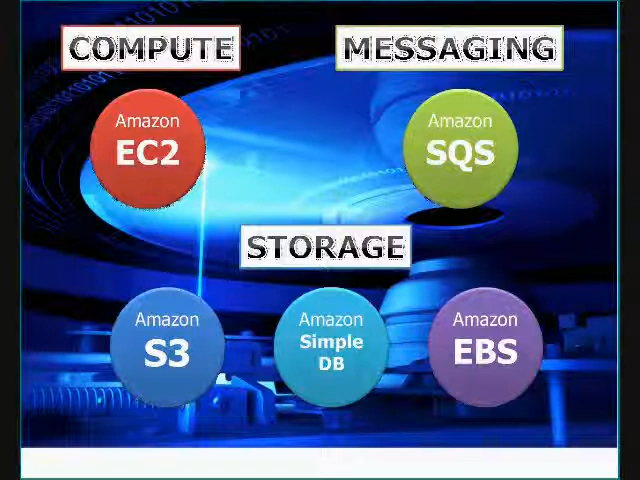 COMPUTE
MESSAGING
Amazon
EC2
Amazon
SQS
STORAGE
Amazon
S3
Amazon
Simple
DB
Amazon
EBS